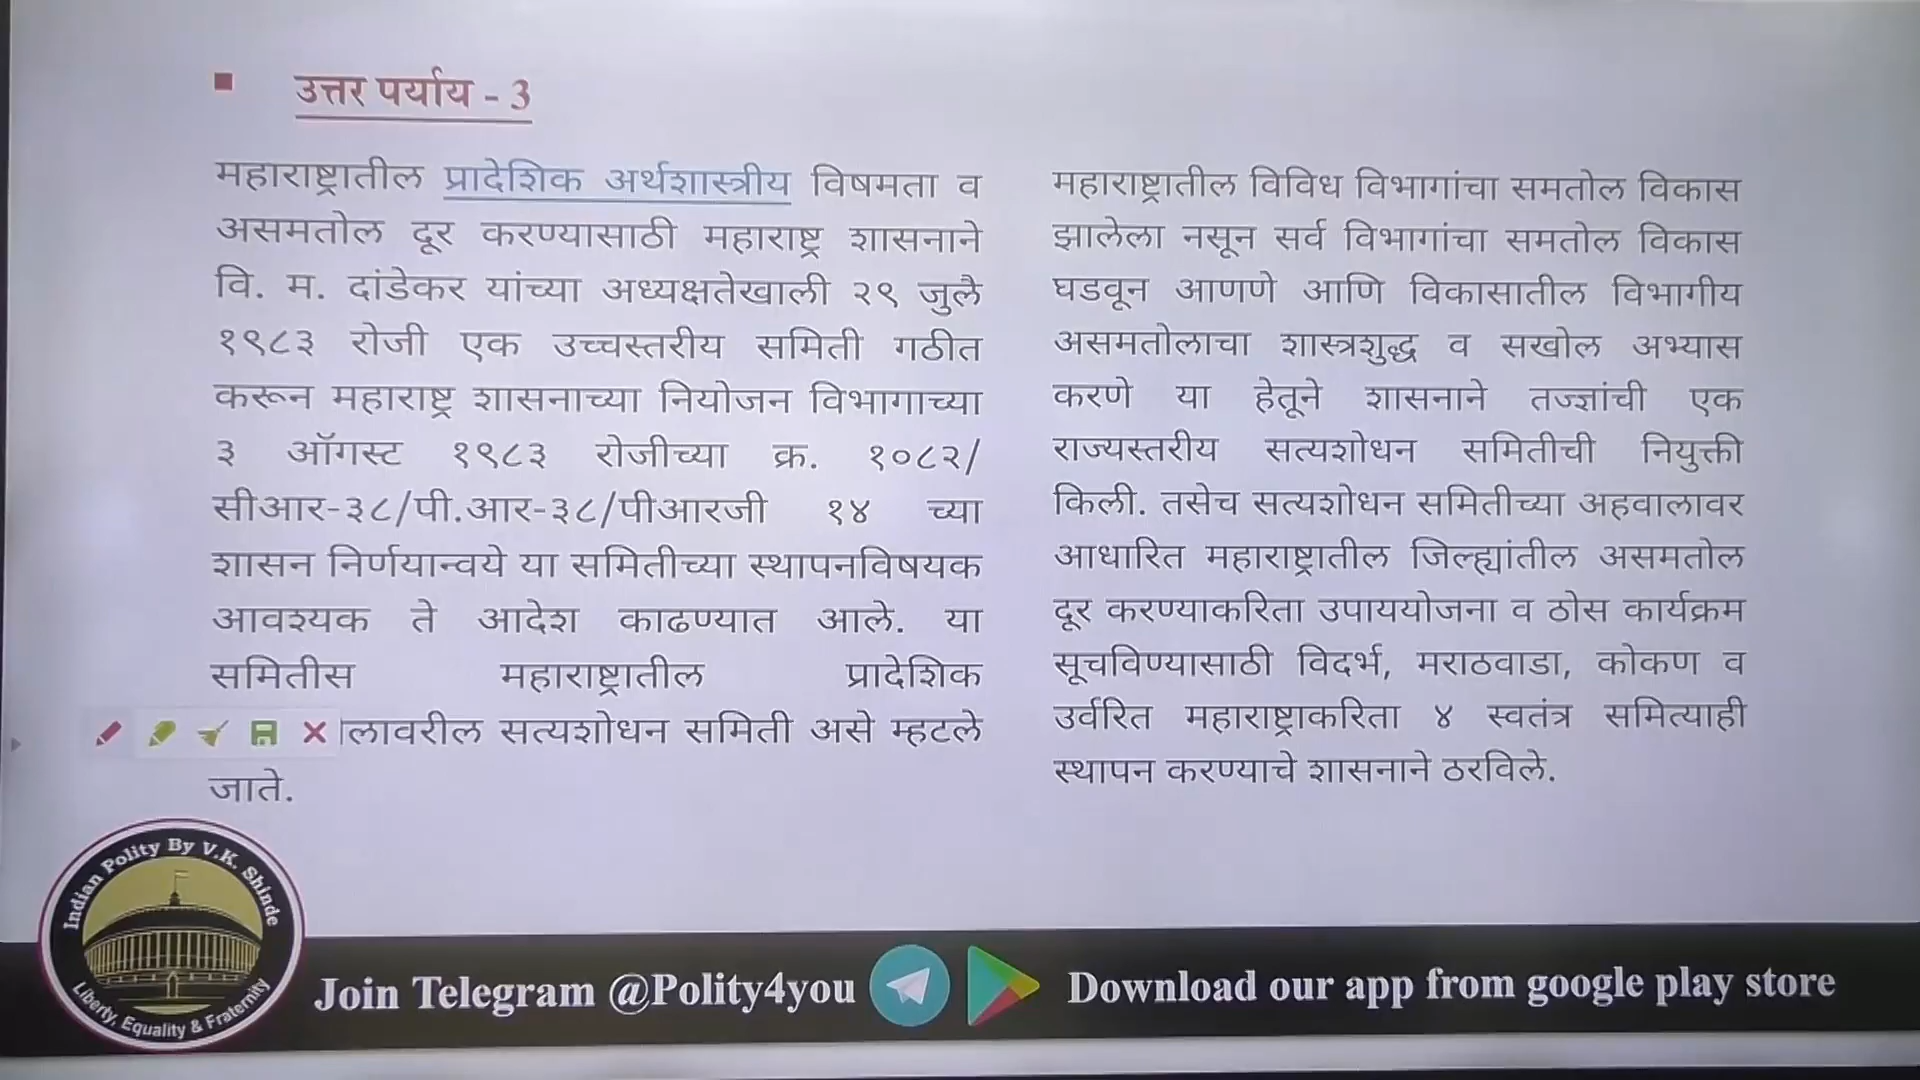 उत्तर पर्याय - 3
महाराष्ट्रातील प्रादेशिक अर्थशास्त्रीय विषमता व
असमतोल दूर करण्यासाठी महाराष्ट्र शासनाने
वि. म. दांडेकर यांच्या अध्यक्षतेखाली २९ जुलै
१९८३ रोजी एक उच्चस्तरीय समिती गठीत
करून महाराष्ट्र शासनाच्या नियोजन विभागाच्या
३ ऑगस्ट १९८३ रोजीच्या क्र. १०८२/
सीआर-३८/पी.आर-३८/पीआरजी १४ च्या
शासन निर्णयान्वये या समितीच्या स्थापनविषयक
आवश्यक ते आदेश काढण्यात आले. या
समितीस महाराष्ट्रातील प्रादेशिक
लावरील सत्यशोधन समिती असे म्हटले
जाते.
महाराष्ट्रातील विविध विभागांचा समतोल विकास
झालेला नसून सर्व विभागांचा समतोल विकास
घडवून आणणे आणि विकासातील विभागीय
असमतोलाचा शास्त्रशुद्ध व सखोल अभ्यास
करणे या हेतूने शासनाने तज्ज्ञांची एक
राज्यस्तरीय सत्यशोधन समितीची नियुक्ती
किली. तसेच सत्यशोधन समितीच्या अहवालावर
आधारित महाराष्ट्रातील जिल्ह्यांतील असमतोल
दूर करण्याकरिता उपाययोजना व ठोस कार्यक्रम
सूचविण्यासाठी विदर्भ, मराठवाडा, कोकण व
उर्वरित महाराष्ट्राकरिता ४ स्वतंत्र समित्याही
स्थापन करण्याचे शासनाने ठरविले.
Indian Polity By V.K. Shinde
Liberty, Equality & Fraternity
Join Telegram @Polity4you
Download our app from google play store